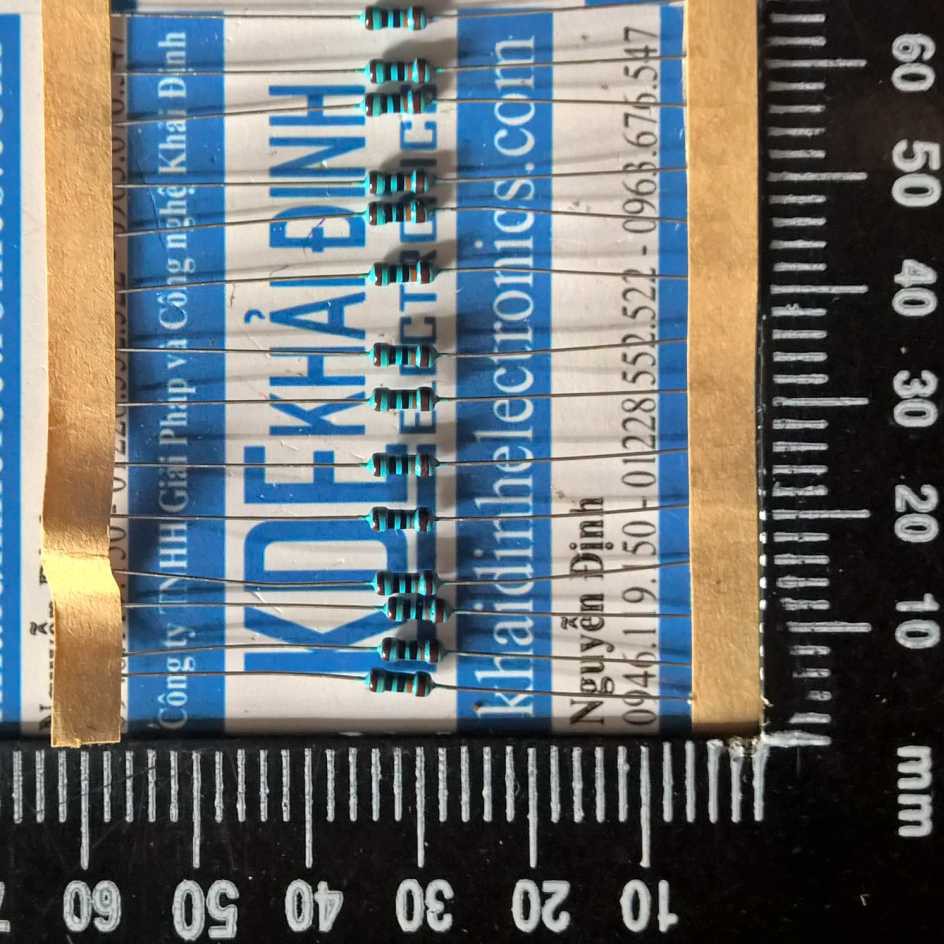 Công ty TNHH Giải Pháp và Công nghệ Khải Định
KDE KHẢI ĐỊNH
ELECTRONICS
khaidinhelectronics.com
Nguyễn Định
0946.119.150 - 01228.552.522 - 0963.676.547
60
50
40
30
20
10
mm
60
50
40
30
20
10